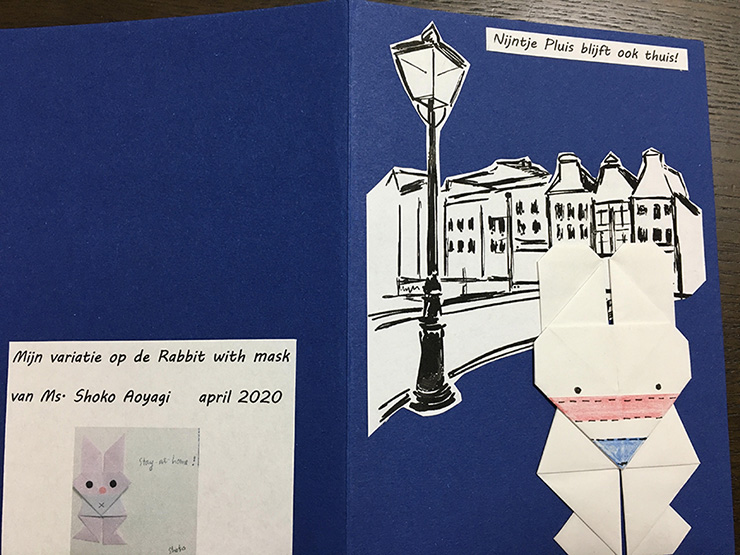 Nijntje Pluis blijft ook thuis!
Mijn variatie op de Rabbit with mask
van Ms. Shoko Aoyagi april 2020
Stay at home!
Shoko